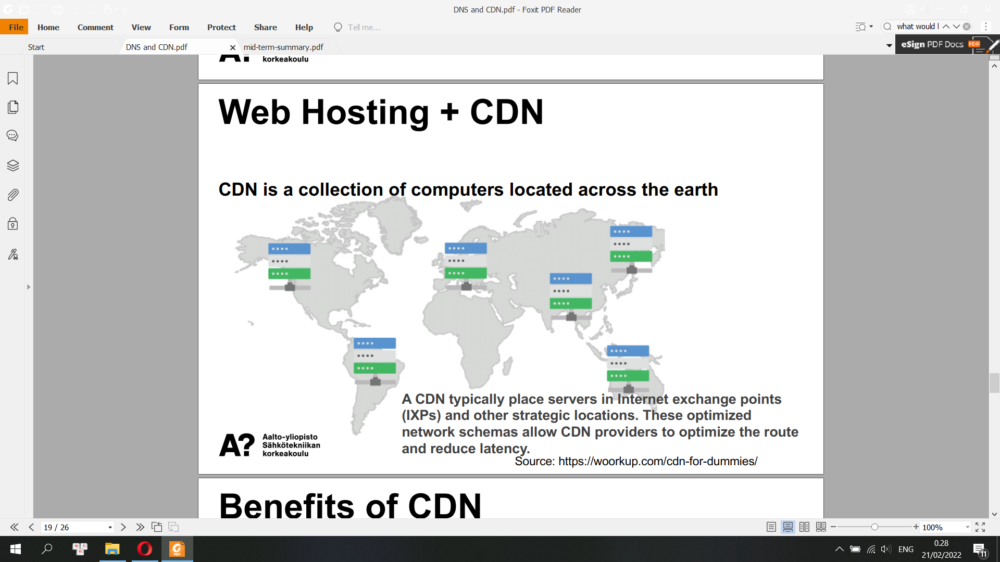 DNS and CDN.pdf - Foxit PDF Reader
File Home Comment View Form Protect Share Help Tell me...
what would l
Start DNS and CDN.pdf mid-term-summary.pdf
eSign PDF Docs PDF
korkeakoulu
Web Hosting + CDN
CDN is a collection of computers located across the earth
A CDN typically place servers in Internet exchange points
(IXPs) and other strategic locations. These optimized
network schemas allow CDN providers to optimize the route
and reduce latency.
A? Aalto-yliopisto
Sähkötekniikan
korkeakoulu
Source: https://woorkup.com/cdn-for-dummies/
Benefits of CDN
19 / 26
100%
ENG
0.28
21/02/2022
11